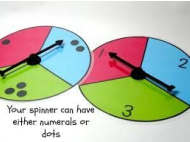 1
2
3
Your spinner can have
either numerals or
dots